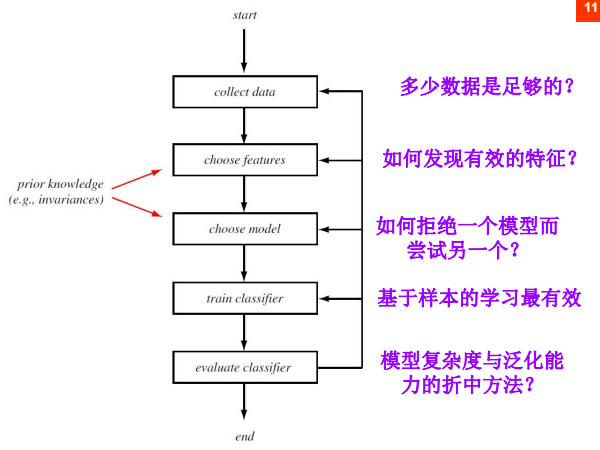 11
start
collect data
多少数据是足够的？
choose features
如何发现有效的特征？
prior knowledge
(e.g., invariances)
choose model
如何拒绝一个模型而
尝试另一个？
train classifier
基于样本的学习最有效
evaluate classifier
模型复杂度与泛化能
力的折中方法？
end